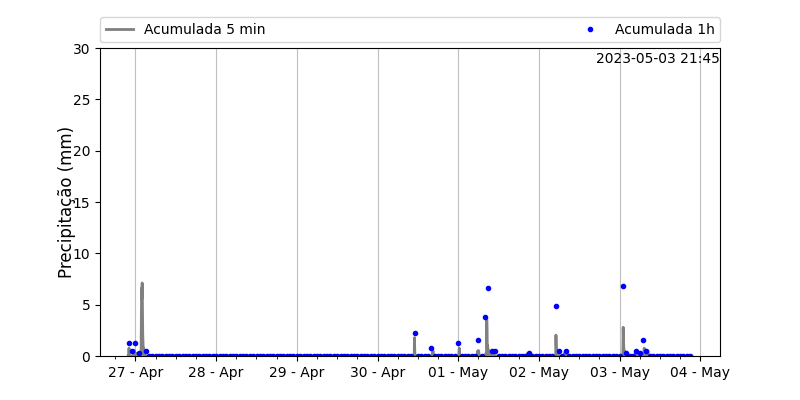 Acumulada 5 min
Acumulada 1h
2023-05-03 21:45
Precipitação (mm)
30
25
20
15
10
5
0
27 - Apr
28 - Apr
29 - Apr
30 - Apr
01 - May
02 - May
03 - May
04 - May